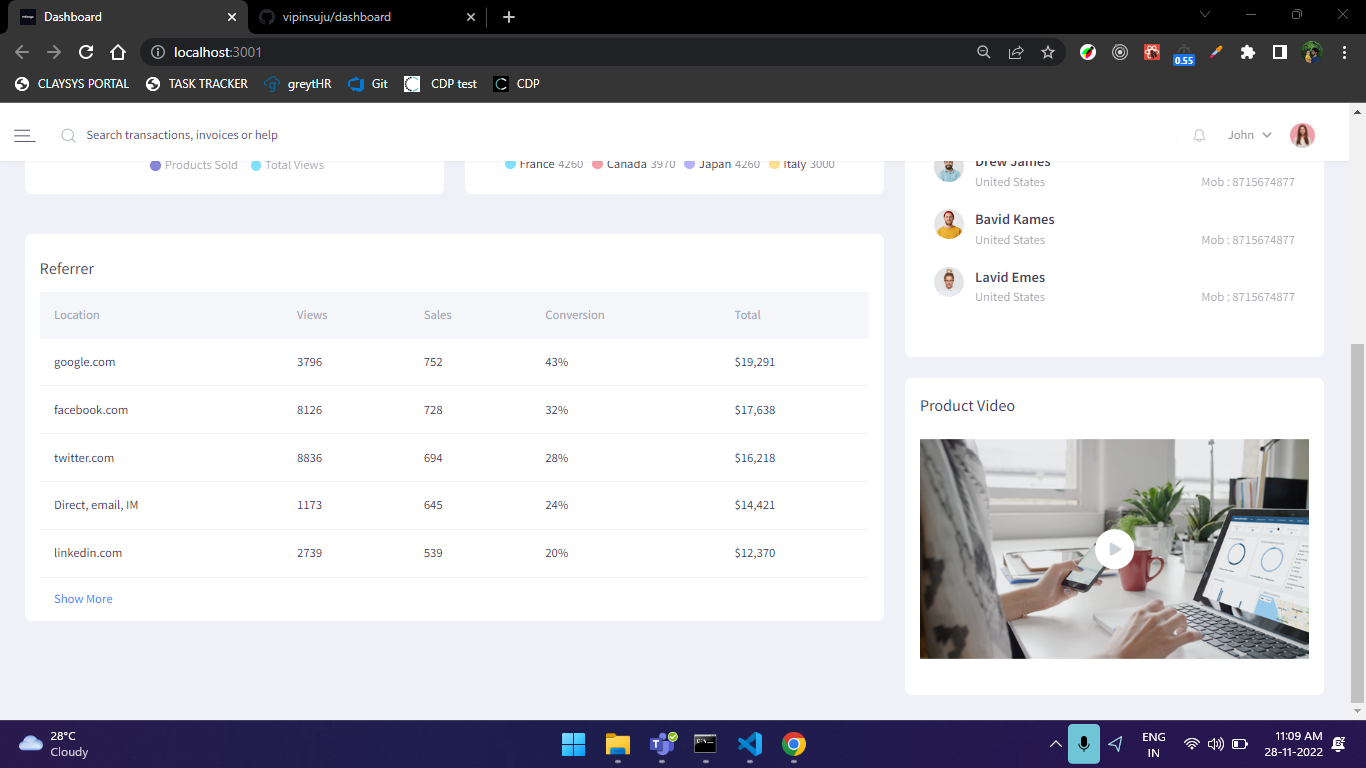 Dashboard
vipinsuju/dashboard
localhost:3001
0.55
CLAYSYS PORTAL
TASK TRACKER
greytHR
Git
CDP test
CDP
Search transactions, invoices or help
John
Products Sold
Total Views
France 4260
Canada 3970
Japan 4260
Italy 3000
Drew James
United States
Mob : 8715674877
Bavid Kames
United States
Mob : 8715674877
Lavid Emes
United States
Mob : 8715674877
Referrer
Location Views Sales Conversion Total
google.com 3796 752 43% $19,291
facebook.com 8126 728 32% $17,638
twitter.com 8836 694 28% $16,218
Direct, email, IM 1173 645 24% $14,421
linkedin.com 2739 539 20% $12,370
Show More
Product Video
28°C
Cloudy
ENG
IN
11:09 AM
28-11-2022